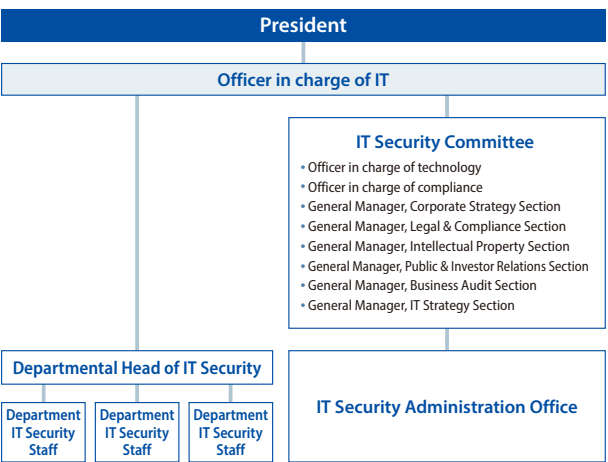 President
Officer in charge of IT
IT Security Committee
• Officer in charge of technology
• Officer in charge of compliance
• General Manager, Corporate Strategy Section
• General Manager, Legal & Compliance Section
• General Manager, Intellectual Property Section
• General Manager, Public & Investor Relations Section
• General Manager, Business Audit Section
• General Manager, IT Strategy Section
Departmental Head of IT Security
Department
IT Security
Staff
Department
IT Security
Staff
Department
IT Security
Staff
IT Security Administration Office